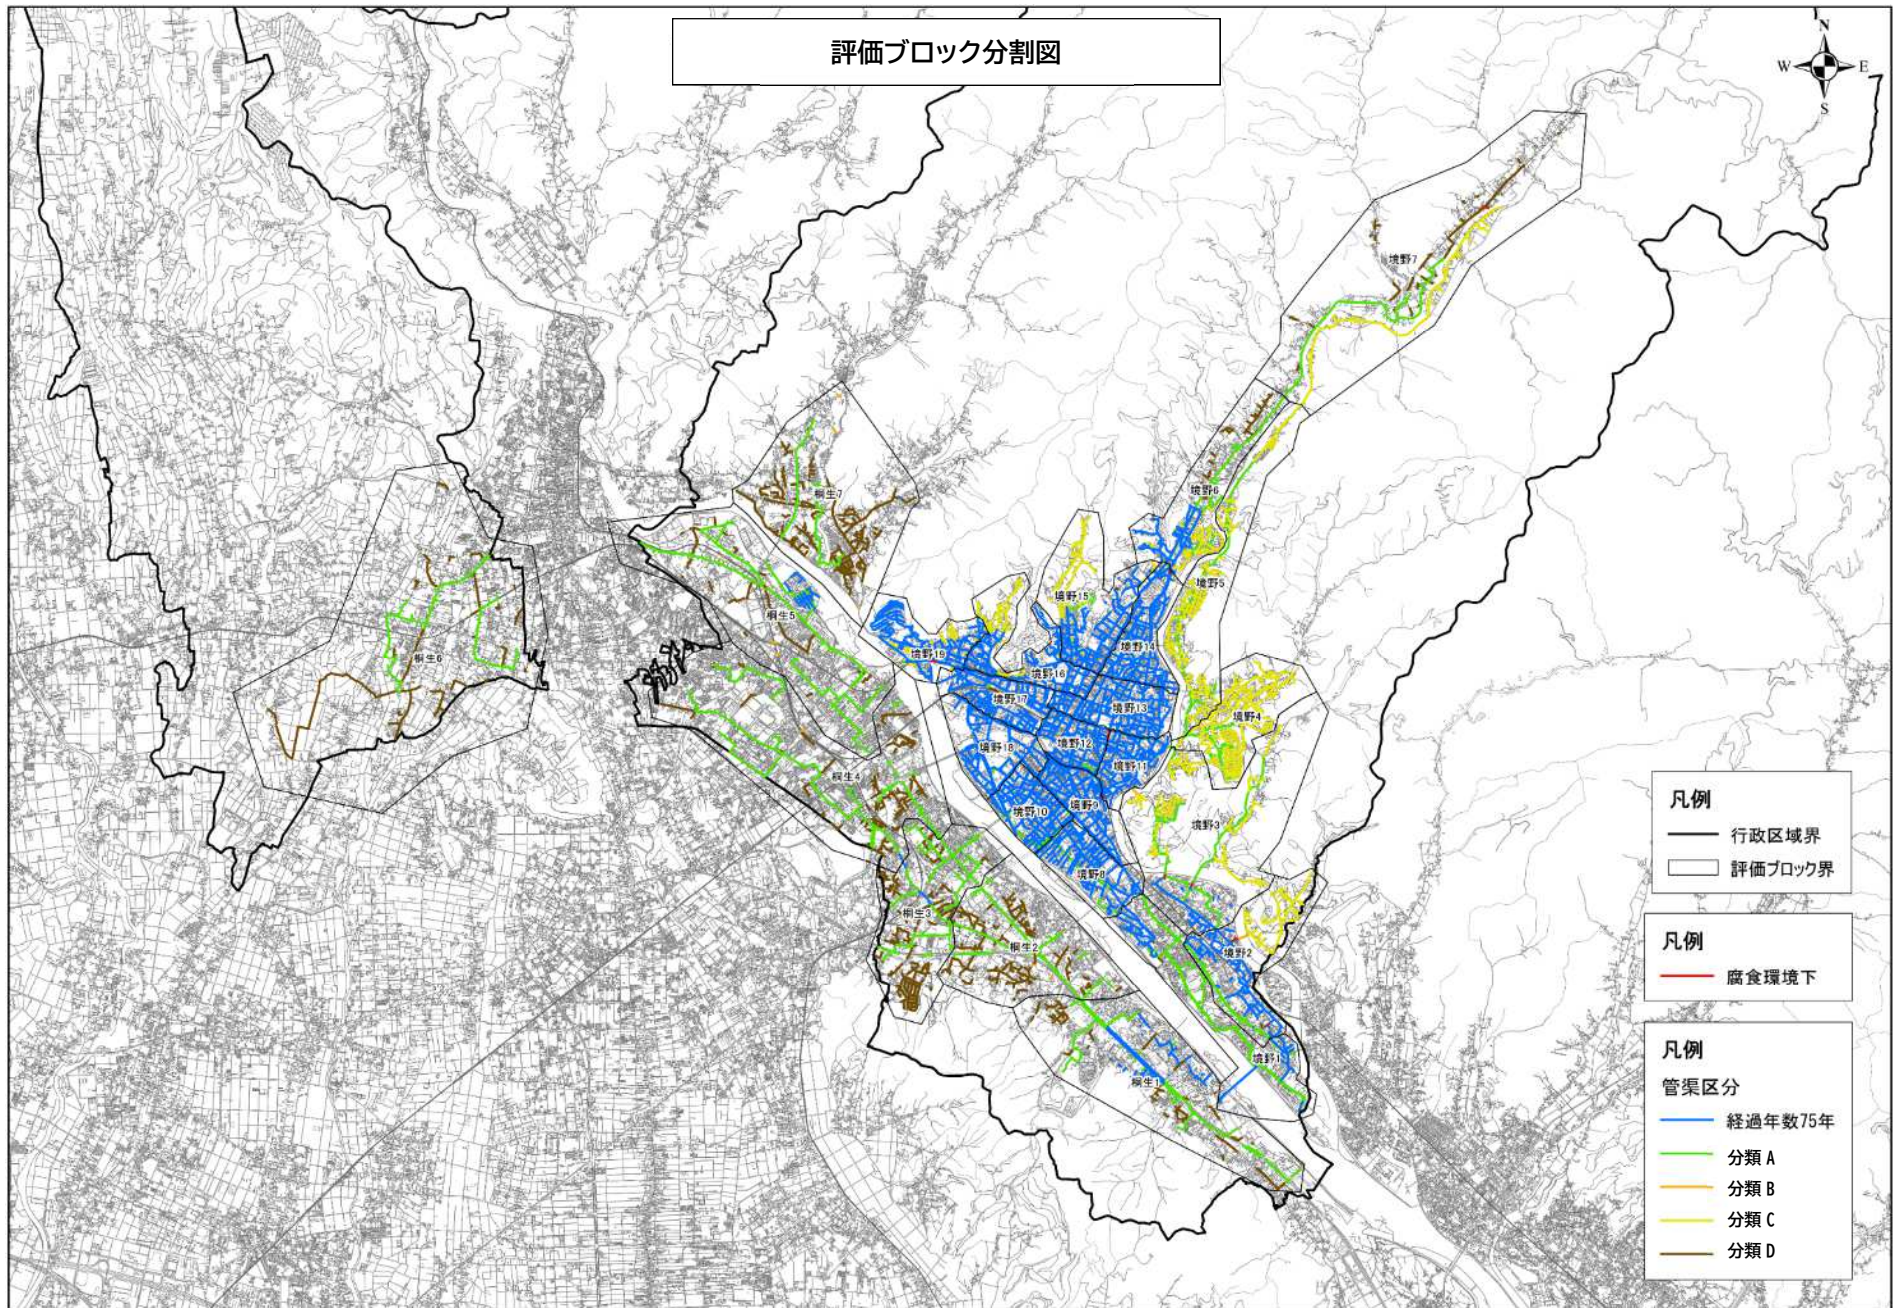 評価ブロック分割図
N
W
E
S
境野7
境野6
桐生7
境野5
境野15
桐生5
境野14
境野19
桐生6
境野16
境野17
境野13
境野4
境野12
境野18
境野11
桐生4
境野9
境野10
境野3
境野8
桐生3
桐生2
境野2
境野1
桐生1
凡例
行政区域界
評価ブロック界
凡例
腐食環境下
凡例
管渠区分
経過年数75年
分類 A
分類 B
分類 C
分類 D